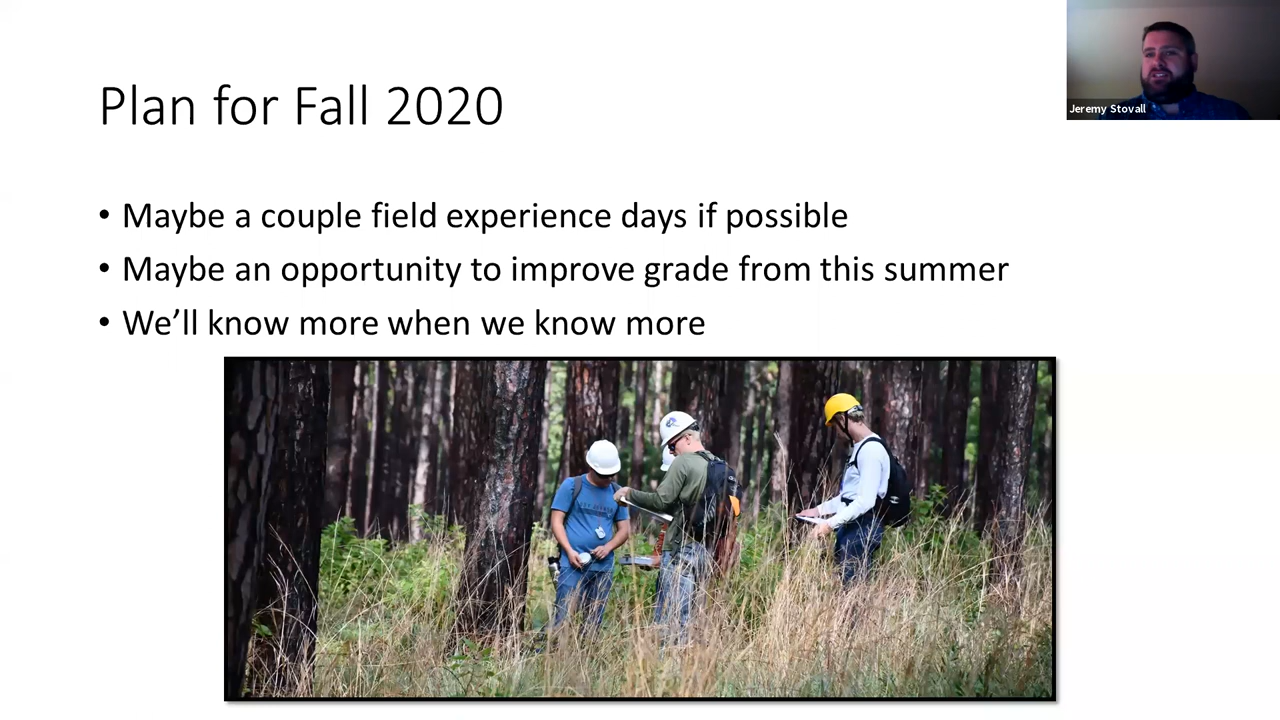 Plan for Fall 2020
Jeremy Stovall
• Maybe a couple field experience days if possible
• Maybe an opportunity to improve grade from this summer
• We'll know more when we know more